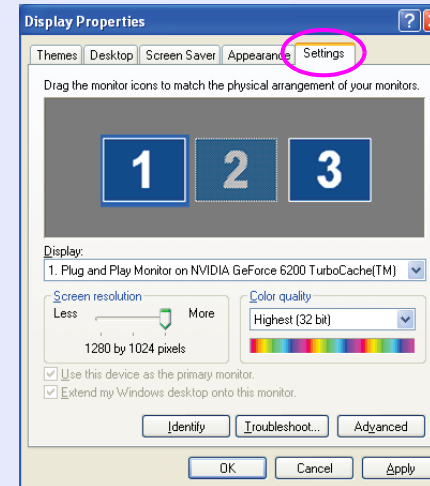 Display Properties
?
Themes Desktop Screen Saver Appearance Settings
Drag the monitor icons to match the physical arrangement of your monitors.
1 2 3
Display:
1. Plug and Play Monitor on NVIDIA GeForce 6200 TurboCache(TM)
Screen resolution
Less More
1280 by 1024 pixels
Color quality
Highest (32 bit)
Use this device as the primary monitor.
Extend my Windows desktop onto this monitor.
Identify Troubleshoot... Advanced
OK Cancel Apply